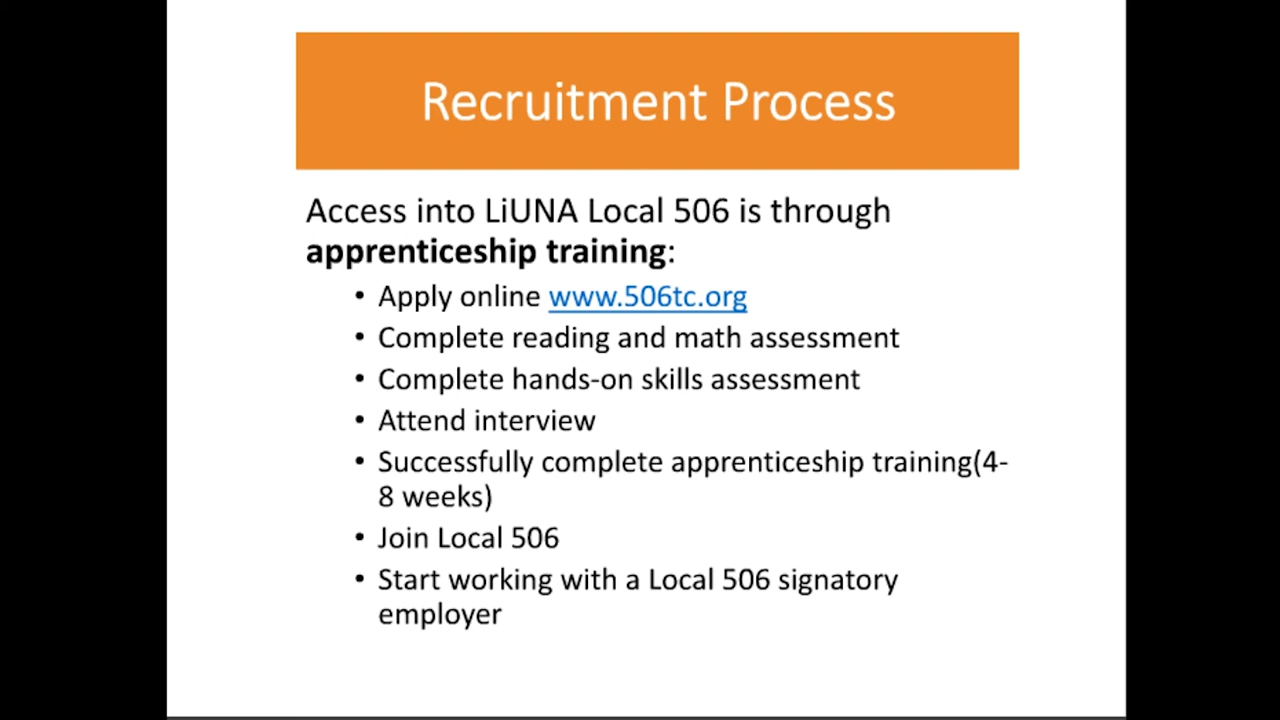 Recruitment Process
Access into LiUNA Local 506 is through
apprenticeship training:
• Apply online www.506tc.org
• Complete reading and math assessment
• Complete hands-on skills assessment
• Attend interview
• Successfully complete apprenticeship training(4-
8 weeks)
• Join Local 506
• Start working with a Local 506 signatory
employer